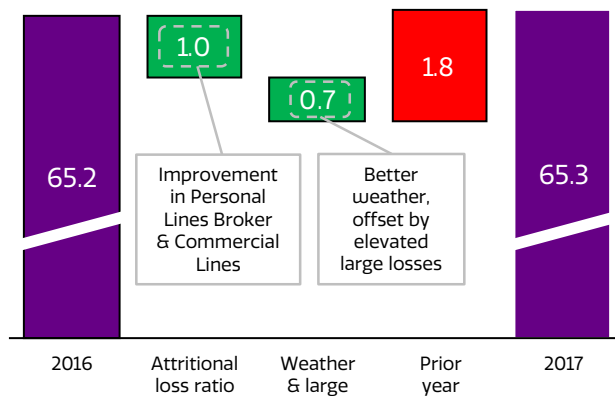 1.0
1.8
0.7
65.2
65.3
Improvement
in Personal
Lines Broker
& Commercial
Lines
Better
weather,
offset by
elevated
large losses
2016
Attritional
loss ratio
Weather
& large
Prior
year
2017